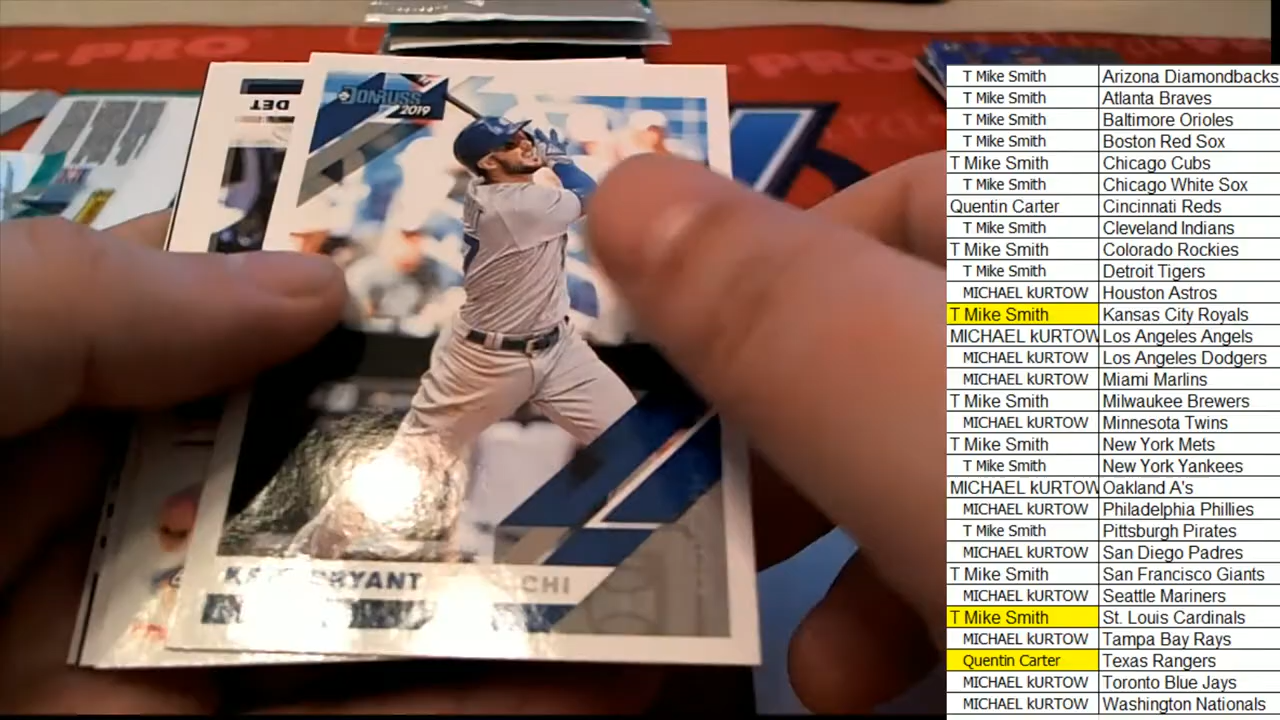 -PRO
DET
DONRUSS
2019
BRYANT
CHI
T Mike Smith Arizona Diamondbacks
T Mike Smith Atlanta Braves
T Mike Smith Baltimore Orioles
T Mike Smith Boston Red Sox
T Mike Smith Chicago Cubs
T Mike Smith Chicago White Sox
Quentin Carter Cincinnati Reds
T Mike Smith Cleveland Indians
T Mike Smith Colorado Rockies
T Mike Smith Detroit Tigers
MICHAEL kURTOW Houston Astros
T Mike Smith Kansas City Royals
MICHAEL kURTOW Los Angeles Angels
MICHAEL kURTOW Los Angeles Dodgers
MICHAEL kURTOW Miami Marlins
T Mike Smith Milwaukee Brewers
MICHAEL kURTOW Minnesota Twins
T Mike Smith New York Mets
T Mike Smith New York Yankees
MICHAEL kURTOW Oakland A's
MICHAEL kURTOW Philadelphia Phillies
T Mike Smith Pittsburgh Pirates
MICHAEL kURTOW San Diego Padres
T Mike Smith San Francisco Giants
MICHAEL kURTOW Seattle Mariners
T Mike Smith St. Louis Cardinals
MICHAEL kURTOW Tampa Bay Rays
Quentin Carter Texas Rangers
MICHAEL kURTOW Toronto Blue Jays
MICHAEL kURTOW Washington Nationals